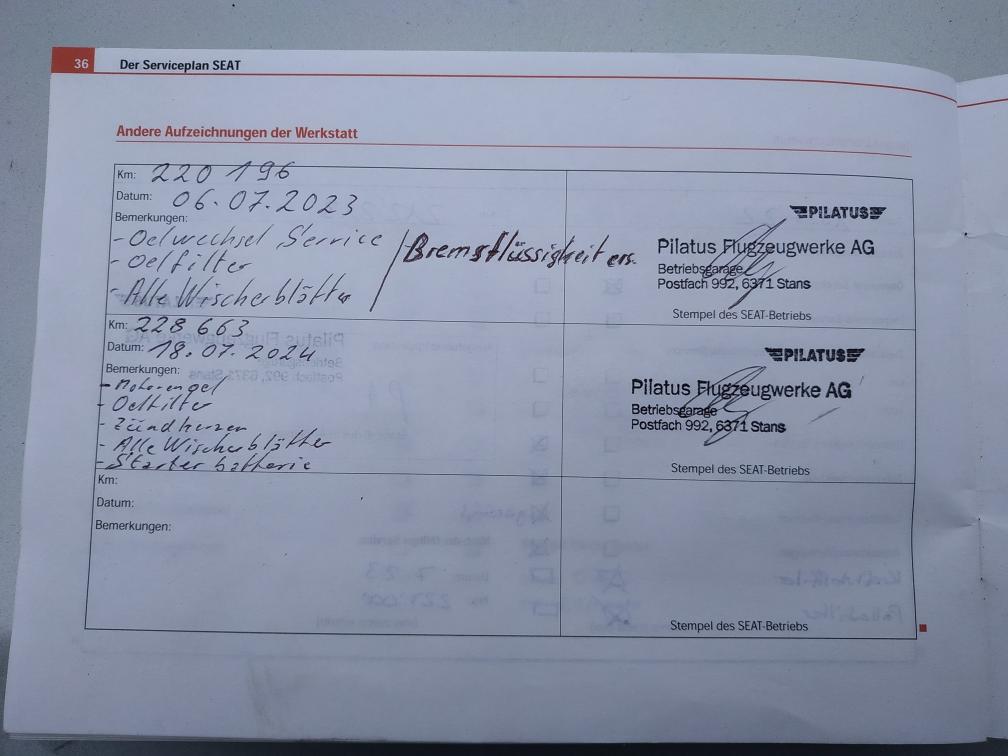 36 Der Serviceplan SEAT
Andere Aufzeichnungen der Werkstatt
Km: 220 196
Datum: 06.07.2023
Bemerkungen:
- Oelwechsel Service / Bremsflüssigkeit ers.
- Oelfilter
- Alle Wischerblätter
PILATUS
Pilatus Flugzeugwerke AG
Betriebsgarage
Postfach 992, 6371 Stans
Stempel des SEAT-Betriebs
Km: 228 663
Datum: 18.07.2024
Bemerkungen:
- Motorenoel
- Oelfilter
- Zündkerzen
- Alle Wischerblätter
- Starter batterie
PILATUS
Pilatus Flugzeugwerke AG
Betriebsgarage
Postfach 992, 6371 Stans
Stempel des SEAT-Betriebs
Km:
Datum:
Bemerkungen:
Stempel des SEAT-Betriebs